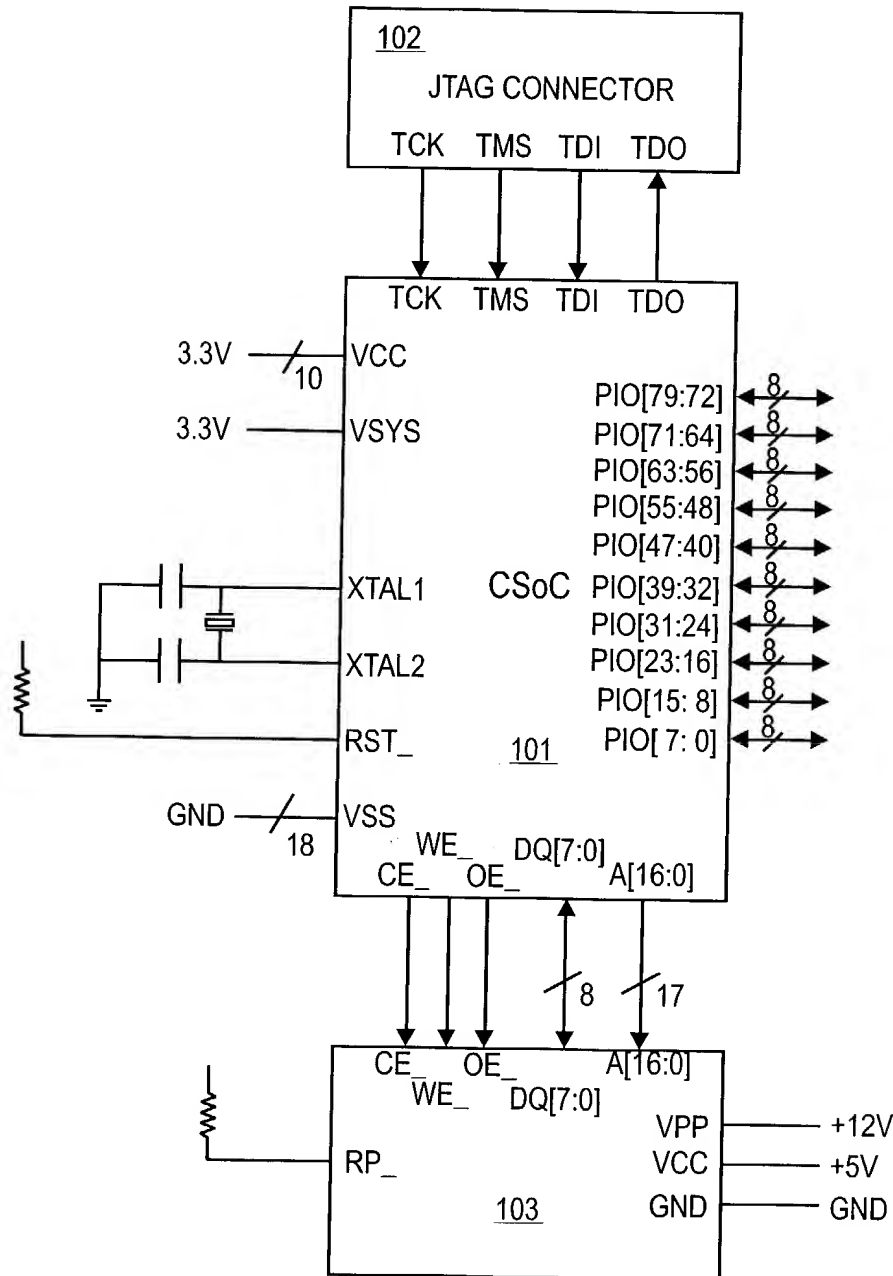 102
JTAG CONNECTOR
TCK TMS TDI TDO
TCK TMS TDI TDO
3.3V 10 VCC
3.3V VSYS
PIO[79:72] 8
PIO[71:64] 8
PIO[63:56] 8
PIO[55:48] 8
PIO[47:40] 8
XTAL1 CSoC PIO[39:32] 8
PIO[31:24] 8
XTAL2 PIO[23:16] 8
PIO[15: 8] 8
RST_ 101 PIO[ 7: 0] 8
GND 18 VSS
WE_ DQ[7:0]
CE_ OE_ A[16:0]
8 17
CE_ OE_ A[16:0]
WE_ DQ[7:0]
VPP +12V
RP_ VCC +5V
103 GND GND